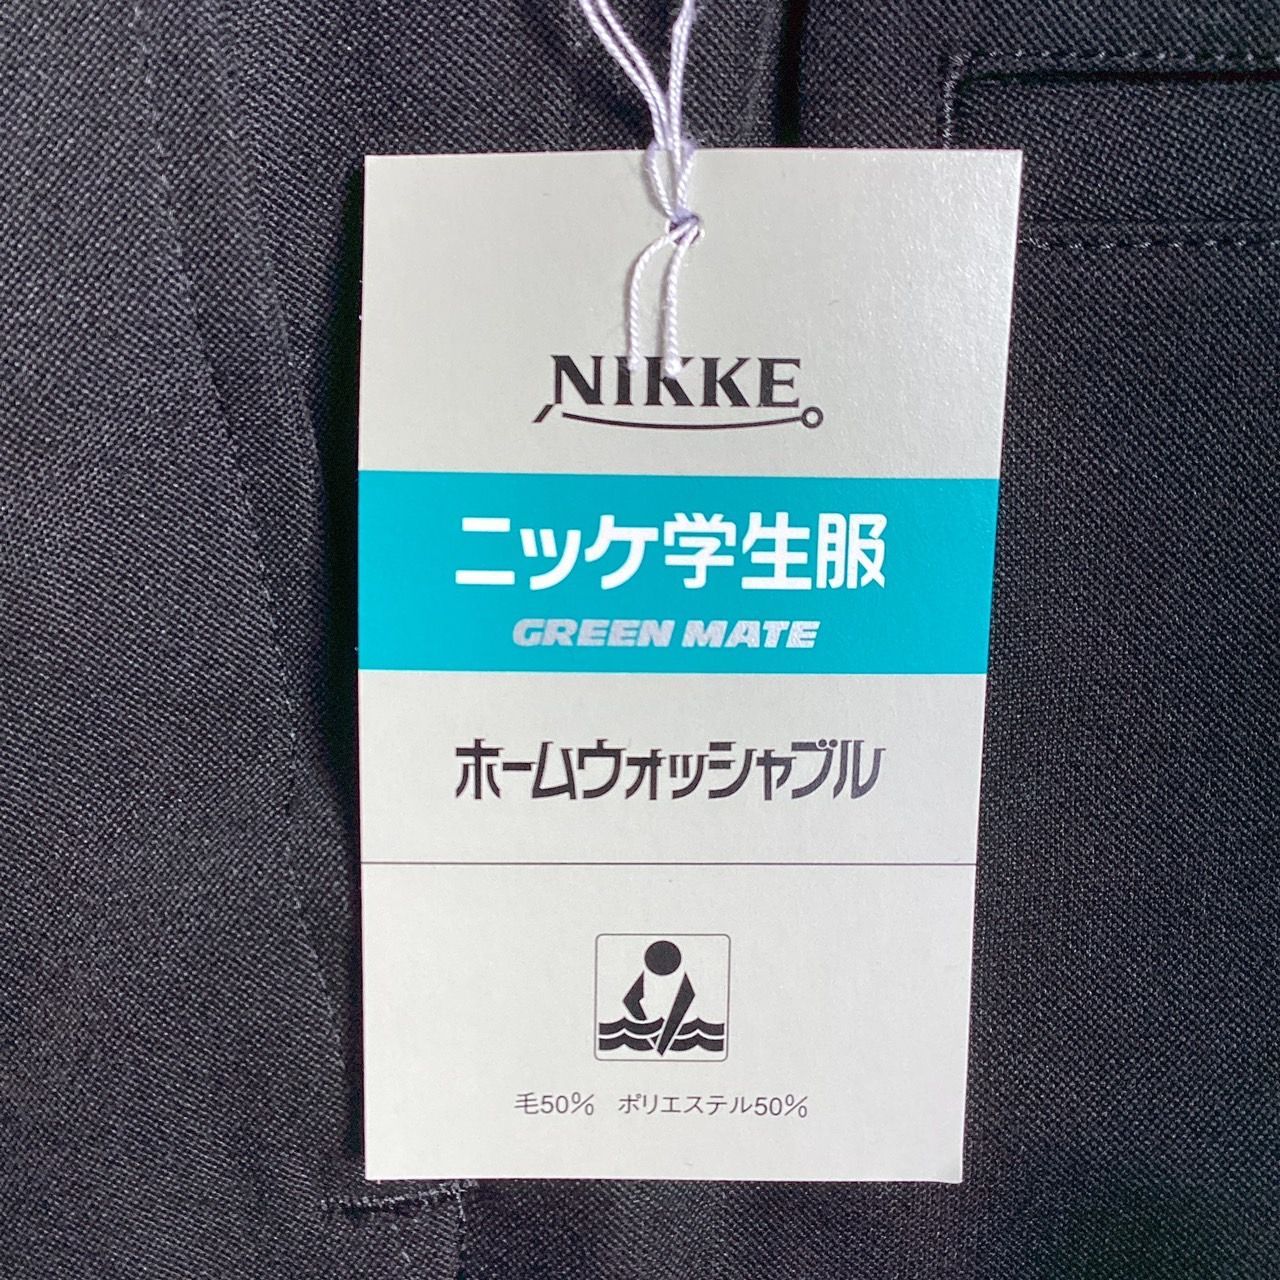 NIKKE
ニッケ学生服
GREEN MATE
ホームウォッシャブル
毛50% ポリエステル50%